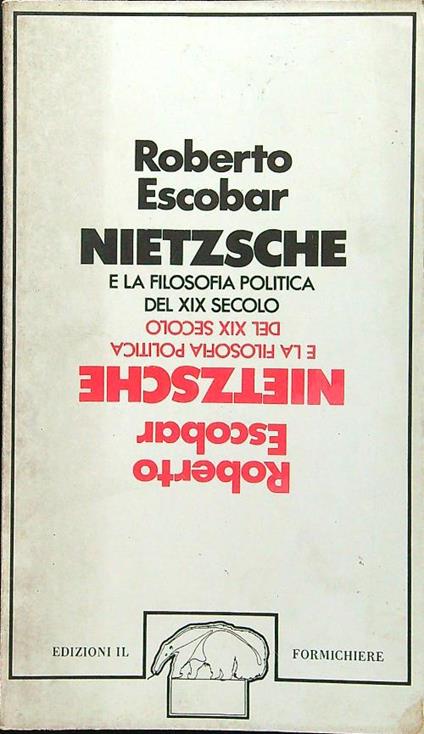 Roberto
Escobar
NIETZSCHE
E LA FILOSOFIA POLITICA
DEL XIX SECOLO
DEL XIX SECOLO
E LA FILOSOFIA POLITICA
NIETZSCHE
Escobar
Roberto
EDIZIONI IL FORMICHIERE